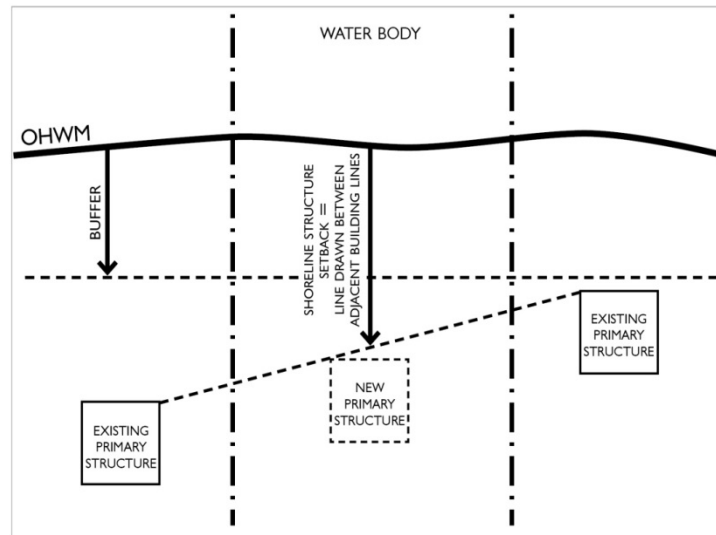 WATER BODY
OHWM
BUFFER
SHORELINE STRUCTURE
SETBACK =
LINE DRAWN BETWEEN
ADJACENT BUILDING LINES
EXISTING
PRIMARY
STRUCTURE
NEW
PRIMARY
STRUCTURE
EXISTING
PRIMARY
STRUCTURE